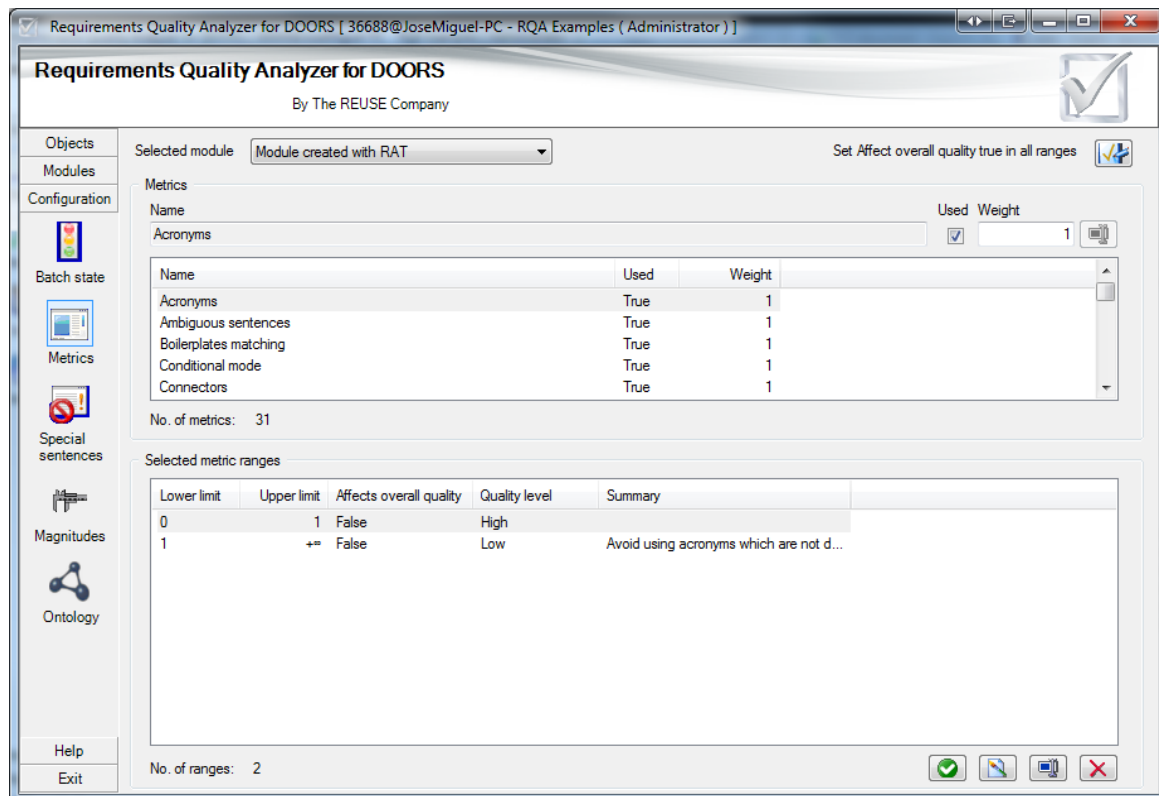 Requirements Quality Analyzer for DOORS [ 36688@JoseMiguel-PC - RQA Examples ( Administrator ) ]
Requirements Quality Analyzer for DOORS
By The REUSE Company
Objects
Modules
Configuration
Batch state
Metrics
Special
sentences
Magnitudes
Ontology
Help
Exit
Selected module Module created with RAT Set Affect overall quality true in all ranges
Metrics
Name Used Weight
Acronyms 1
Name Used Weight
Acronyms True 1
Ambiguous sentences True 1
Boilerplates matching True 1
Conditional mode True 1
Connectors True 1
No. of metrics: 31
Selected metric ranges
Lower limit Upper limit Affects overall quality Quality level Summary
0 1 False High
1 +∞ False Low Avoid using acronyms which are not d...
No. of ranges: 2